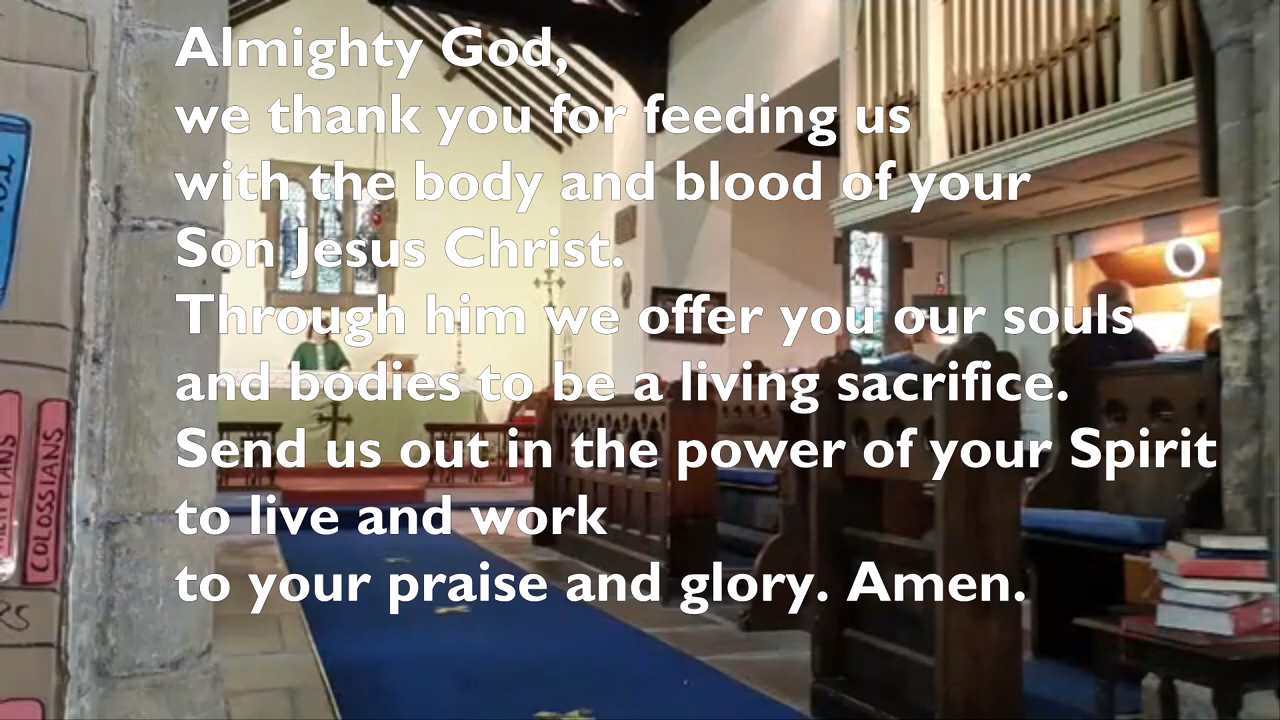 Almighty God,
we thank you for feeding us
with the body and blood of your
Son Jesus Christ.
Through him we offer you our souls
and bodies to be a living sacrifice.
Send us out in the power of your Spirit
to live and work
to your praise and glory. Amen.
COLOSSIANS